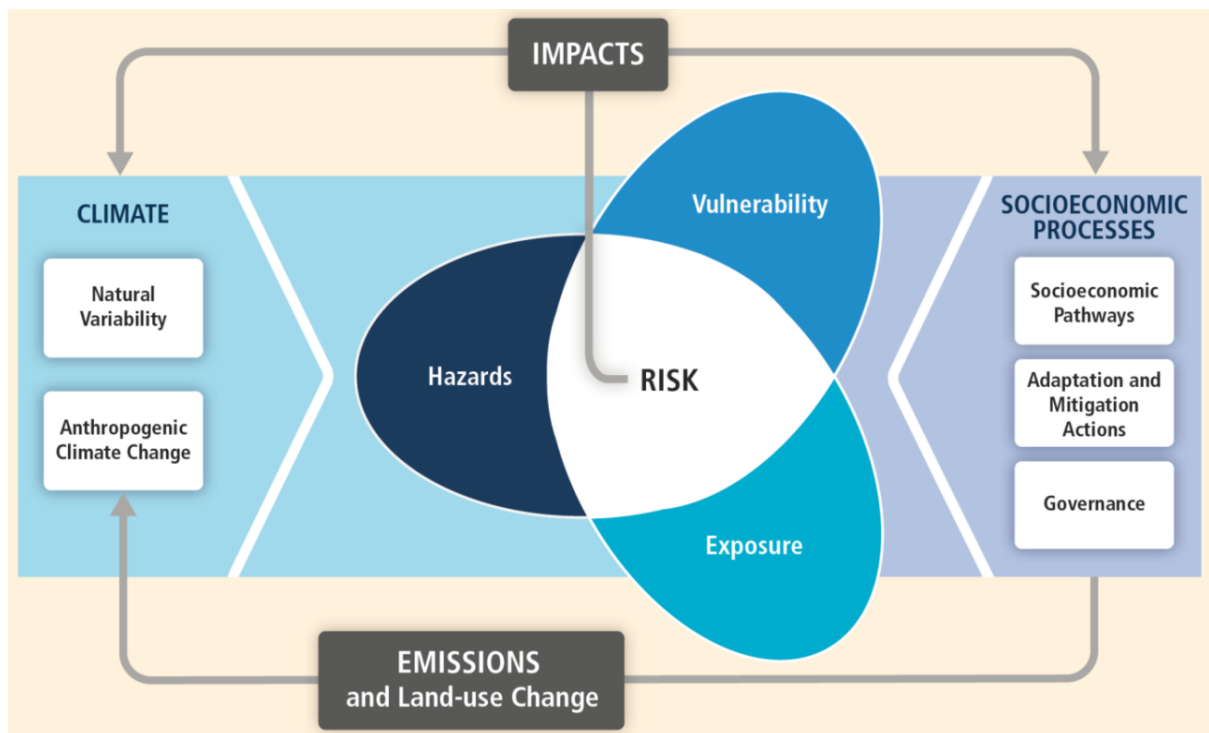 IMPACTS
CLIMATE
Natural
Variability
Anthropogenic
Climate Change
Hazards
Vulnerability
RISK
Exposure
SOCIOECONOMIC
PROCESSES
Socioeconomic
Pathways
Adaptation and
Mitigation
Actions
Governance
EMISSIONS
and Land-use Change